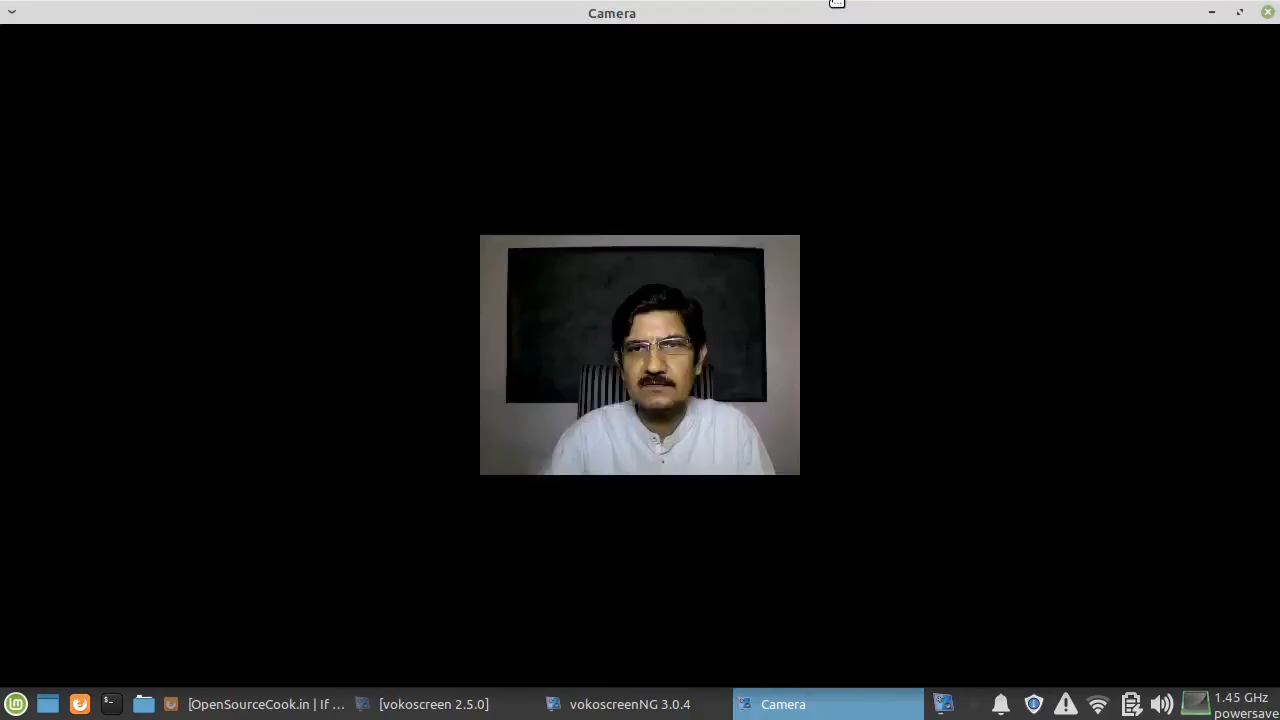 Camera
[OpenSourceCook.in | If ...
[vokoscreen 2.5.0]
vokoscreenNG 3.0.4
Camera
1.45 GHz
powersave